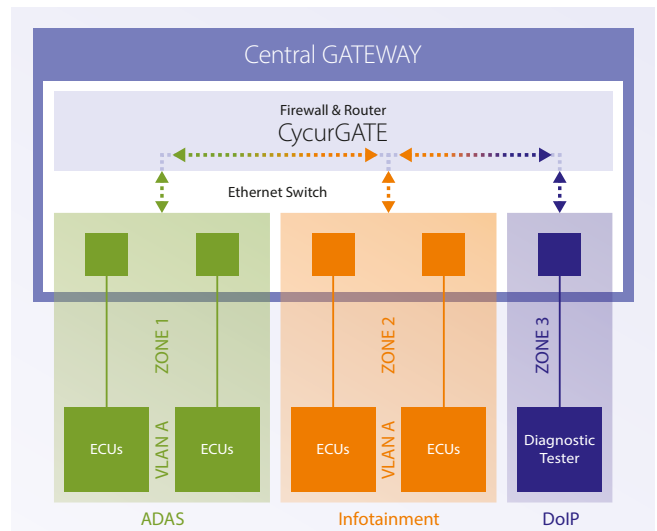 Central GATEWAY
Firewall & Router
CycurGATE
Ethernet Switch
ZONE 1
ZONE 2
ZONE 3
ECUs
VLAN A
ECUs
ECUs
VLAN A
ECUs
Diagnostic
Tester
ADAS
Infotainment
DoIP